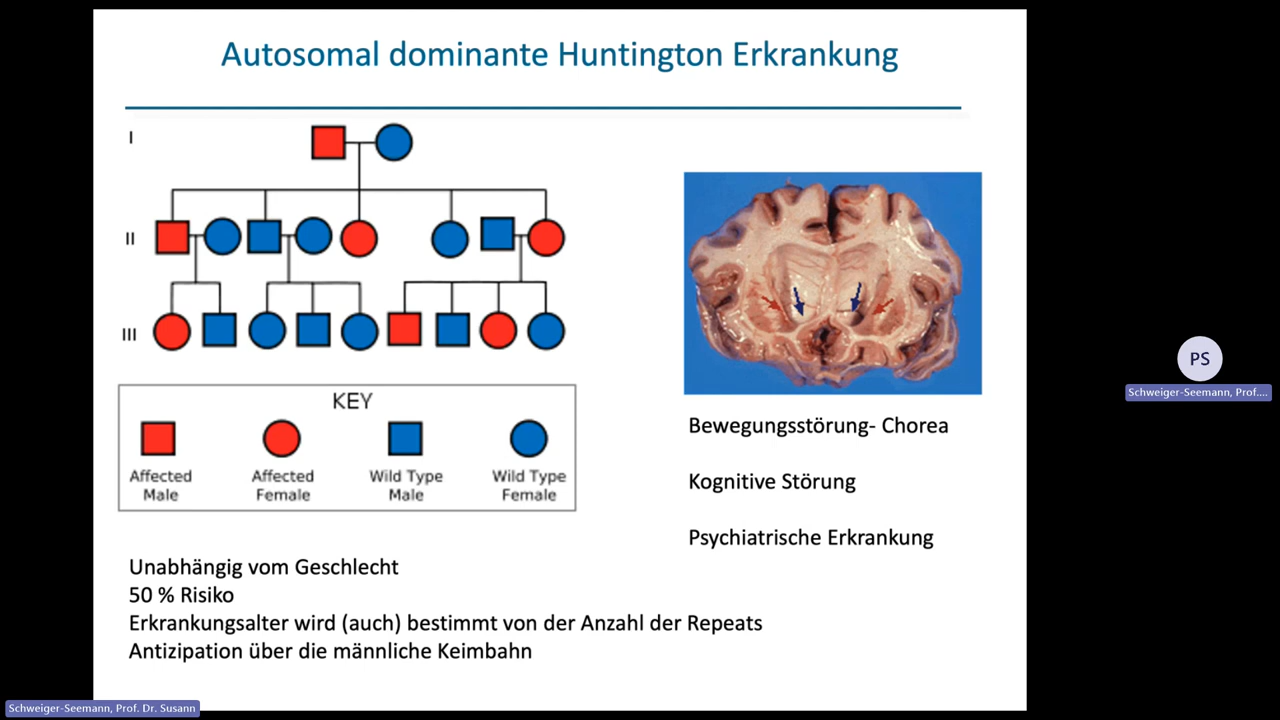 Autosomal dominante Huntington Erkrankung
I
II
III
KEY
Affected Male
Affected Female
Wild Type Male
Wild Type Female
Bewegungsstörung- Chorea
Kognitive Störung
Psychiatrische Erkrankung
Unabhängig vom Geschlecht
50 % Risiko
Erkrankungsalter wird (auch) bestimmt von der Anzahl der Repeats
Antizipation über die männliche Keimbahn
PS
Schweiger-Seemann, Prof....
Schweiger-Seemann, Prof. Dr. Susann